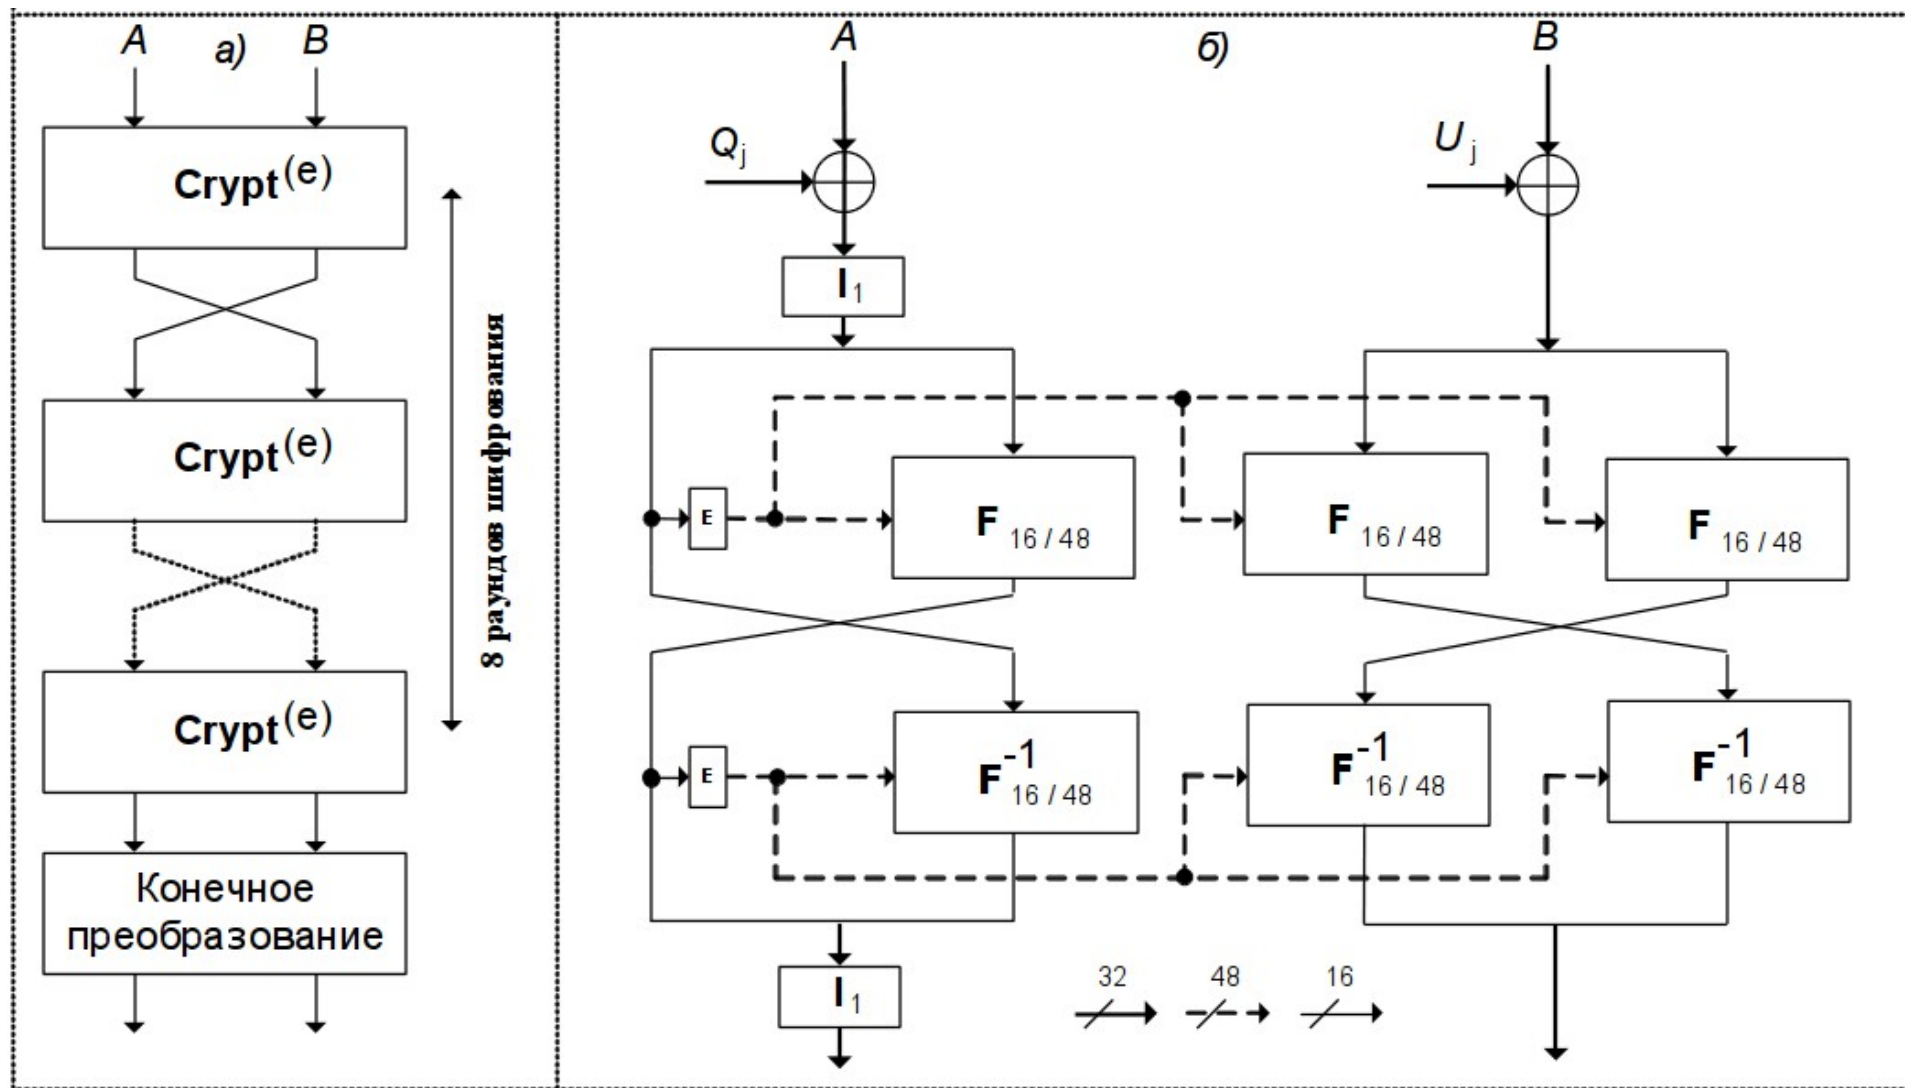 A а) B
Crypt(e)
Crypt(e)
Crypt(e)
8 раундов шифрования
Конечное
преобразование
A б) B
Qj
Uj
I1
E
F16/48
F16/48
F16/48
E
F-116/48
F-116/48
F-116/48
I1
32 48 16